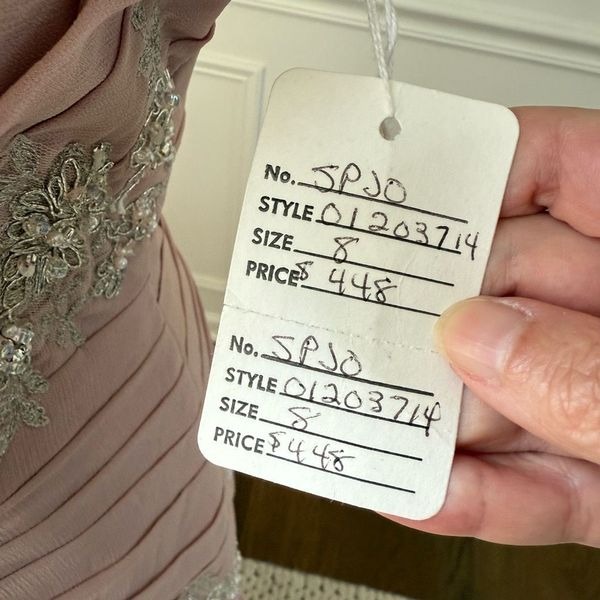 No. SPJO
STYLE 01203714
SIZE 8
PRICE $ 448
No. SPJO
STYLE 01203714
SIZE 8
PRICE $448